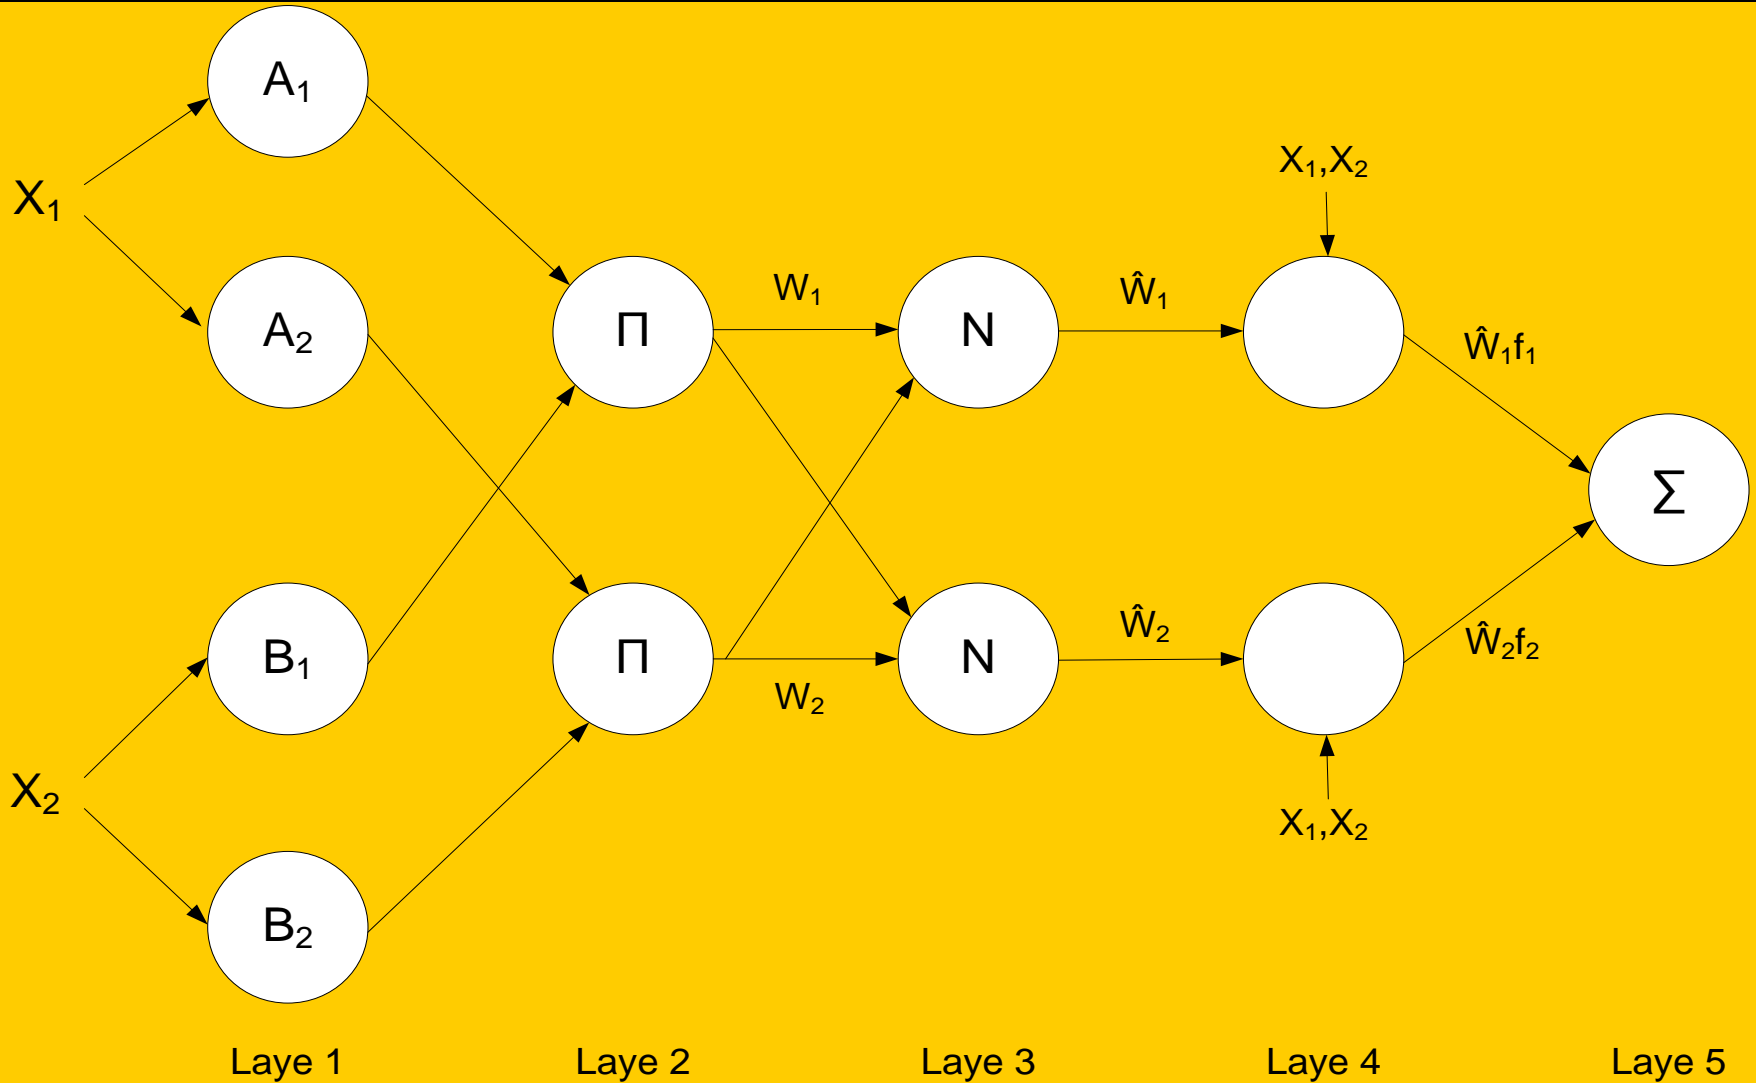 A₁
X₁
X₁,X₂
A₂
Π
W₁
N
Ŵ₁
Ŵ₁f₁
Σ
B₁
Π
W₂
N
Ŵ₂
Ŵ₂f₂
X₂
X₁,X₂
B₂
Laye 1
Laye 2
Laye 3
Laye 4
Laye 5